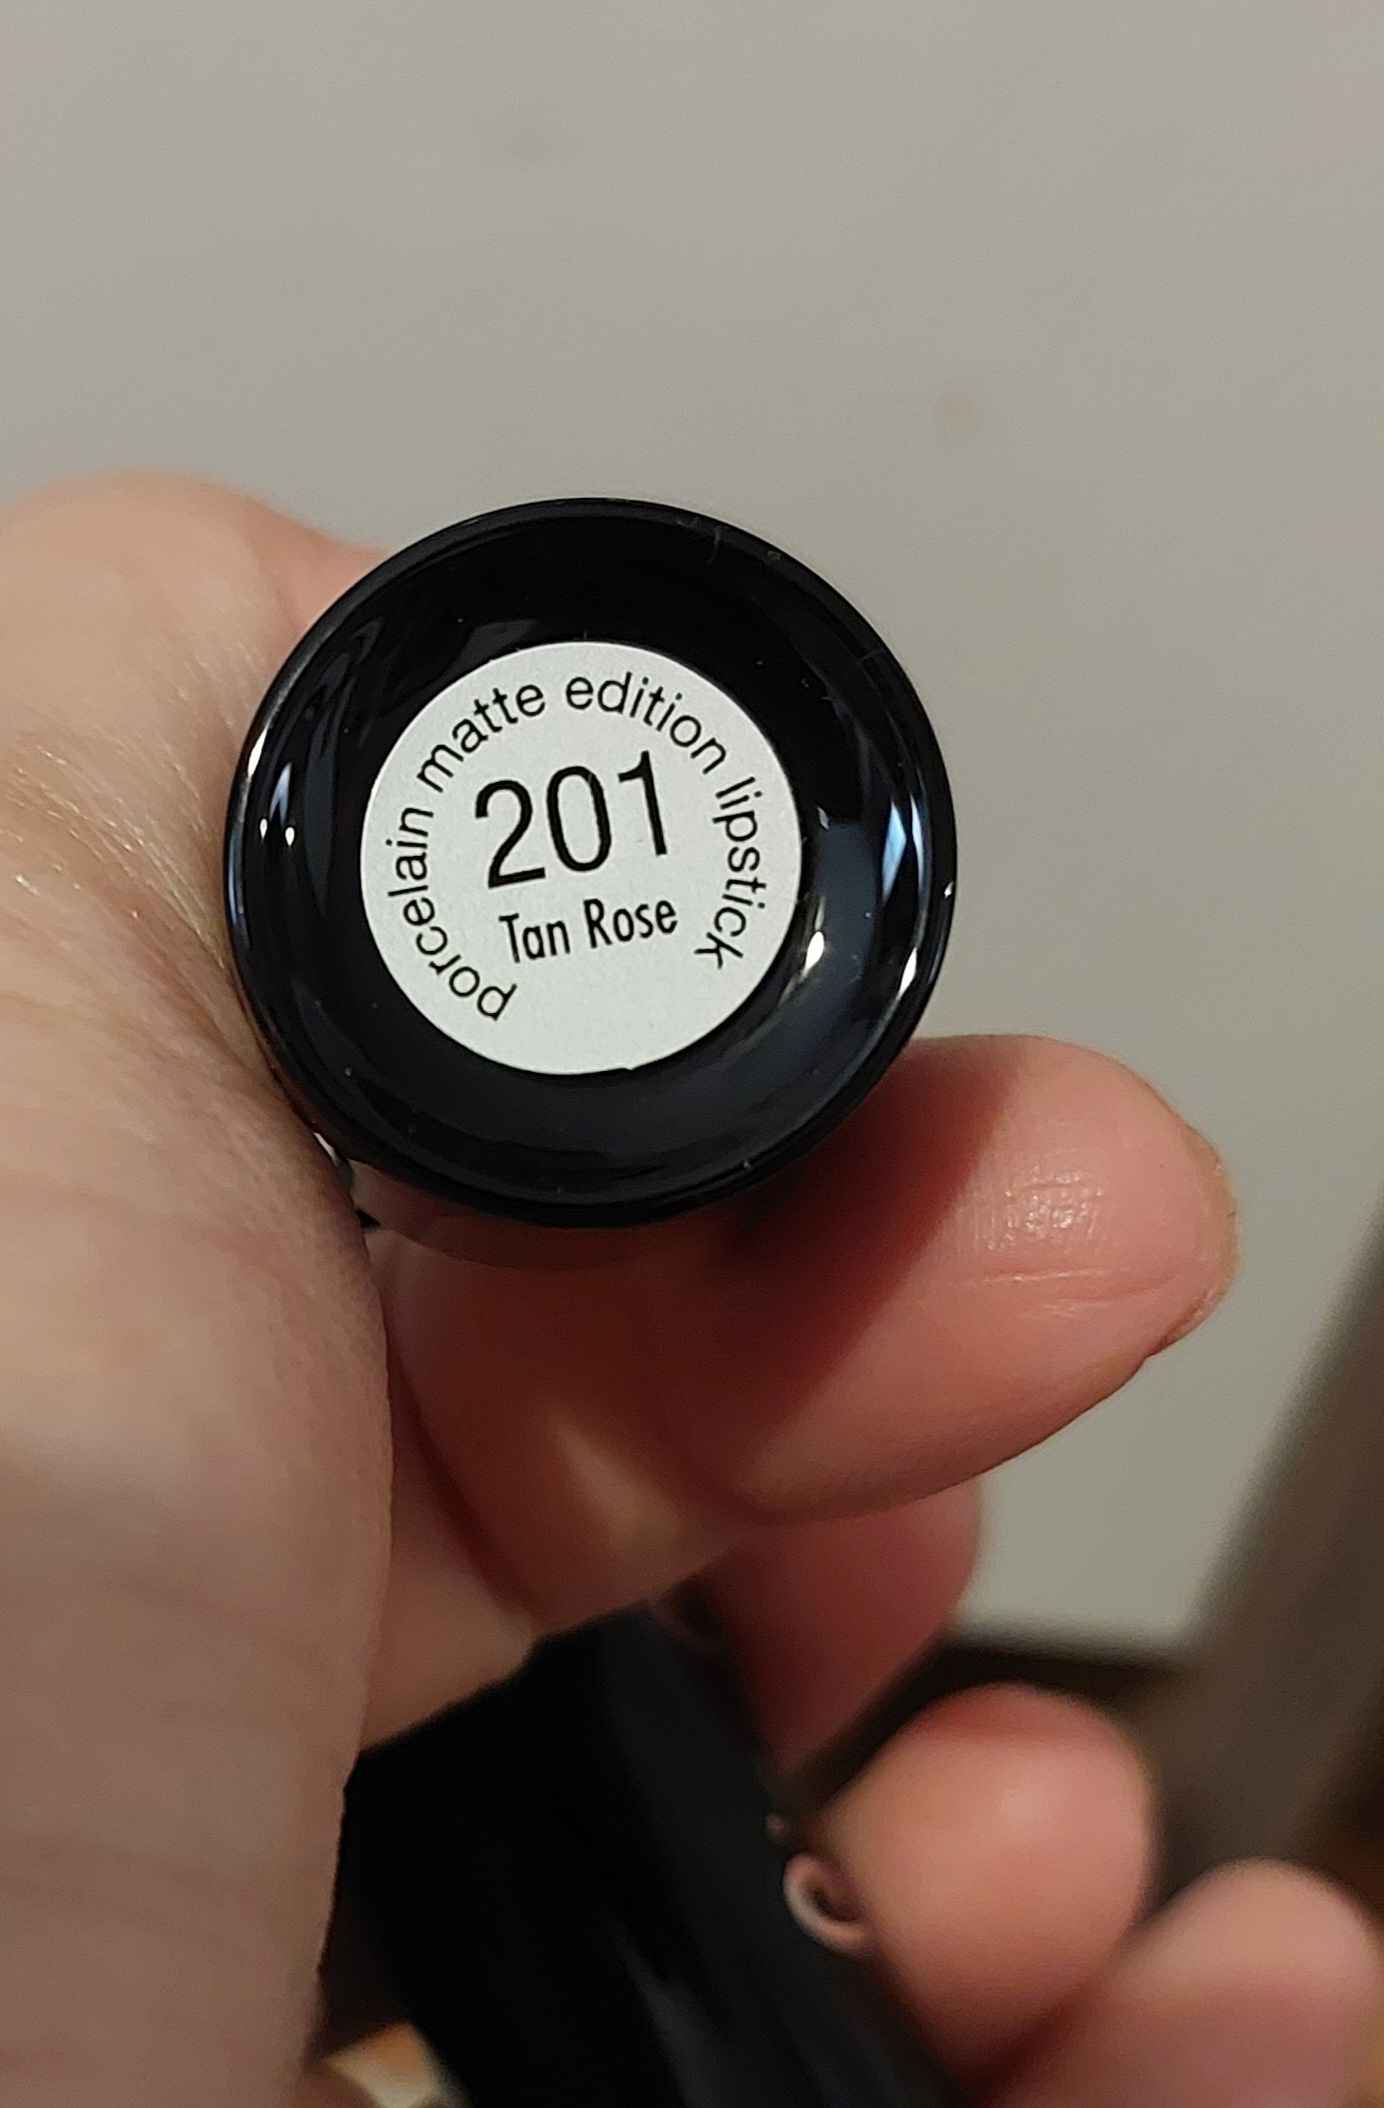 porcelain matte edition lipstick
201
Tan Rose